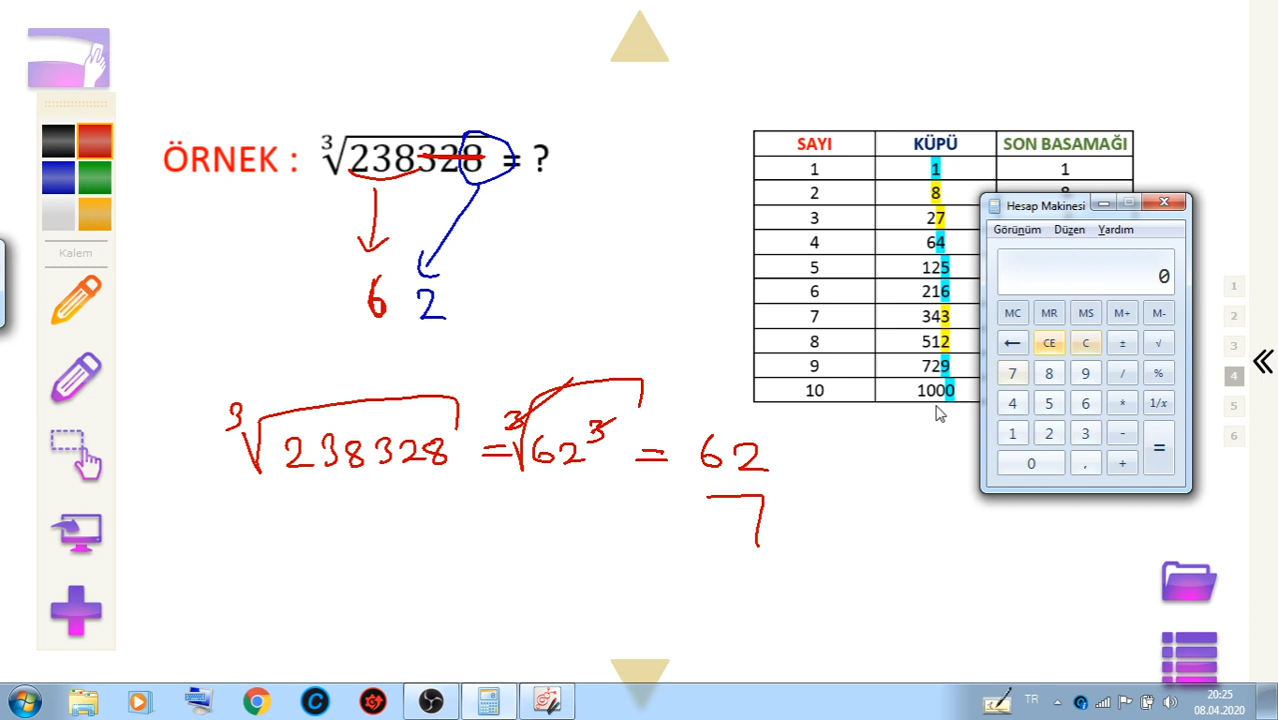 ÖRNEK : ∛238328 = ?
6 2
∛238328 = ∛62³ = 62
Kalem
SAYI KÜPÜ SON BASAMAĞI
1 1 1
2 8 8
3 27
4 64
5 125
6 216
7 343
8 512
9 729
10 1000
Hesap Makinesi
Görünüm Düzen Yardım
0
MC MR MS M+ M-
← CE C ± √
7 8 9 / %
4 5 6 * 1/x
1 2 3 - =
0 , +
1
2
3
4
5
6
TR
20:25
08.04.2020